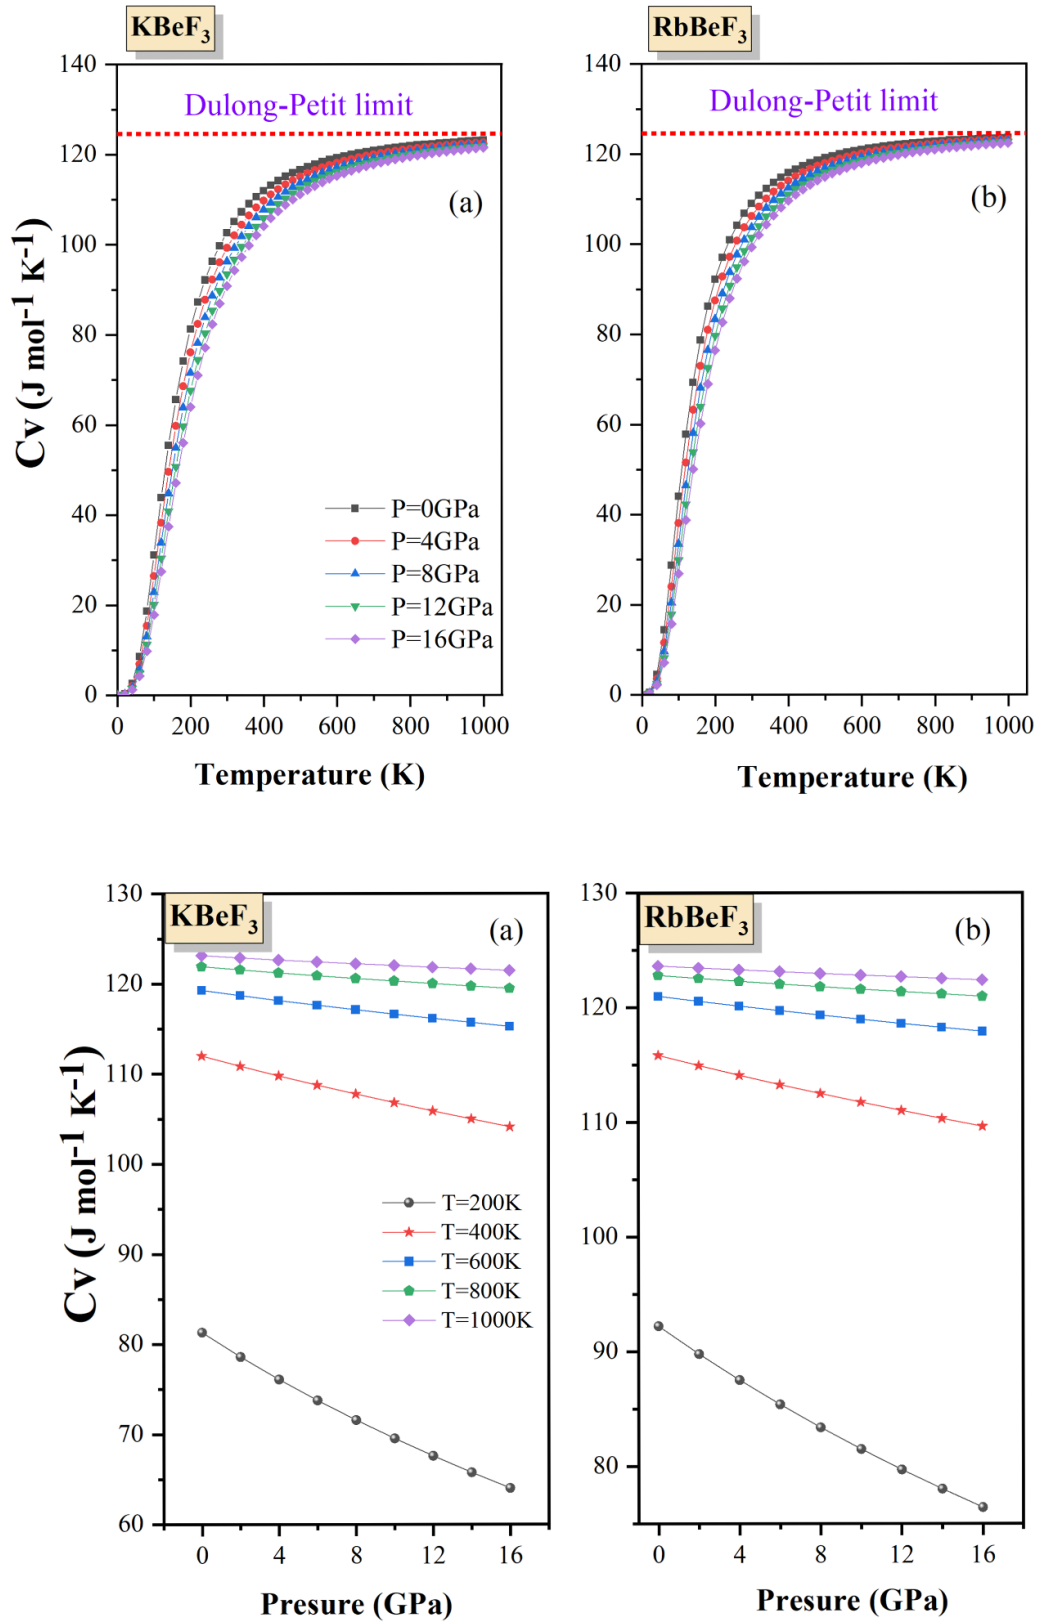 KBeF3
RbBeF3
Dulong-Petit limit
Dulong-Petit limit
(a)
(b)
140
120
100
80
60
40
20
0
140
120
100
80
60
40
20
0
Cv (J mol-1 K-1)
P=0GPa
P=4GPa
P=8GPa
P=12GPa
P=16GPa
0 200 400 600 800 1000
0 200 400 600 800 1000
Temperature (K)
Temperature (K)
KBeF3
(a)
RbBeF3
(b)
130
120
110
100
90
80
70
60
130
120
110
100
90
80
Cv (J mol-1 K-1)
T=200K
T=400K
T=600K
T=800K
T=1000K
0 4 8 12 16
0 4 8 12 16
Presure (GPa)
Presure (GPa)